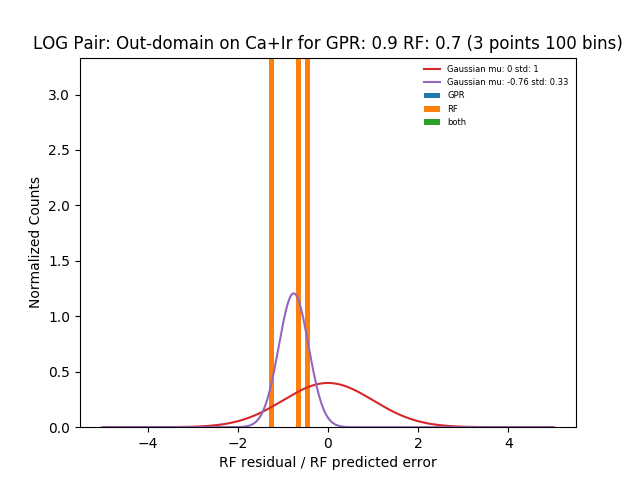 LOG Pair: Out-domain on Ca+Ir for GPR: 0.9 RF: 0.7 (3 points 100 bins)
Gaussian mu: 0 std: 1
Gaussian mu: -0.76 std: 0.33
GPR
RF
both
Normalized Counts
3.0
2.5
2.0
1.5
1.0
0.5
0.0
−4
−2
0
2
4
RF residual / RF predicted error